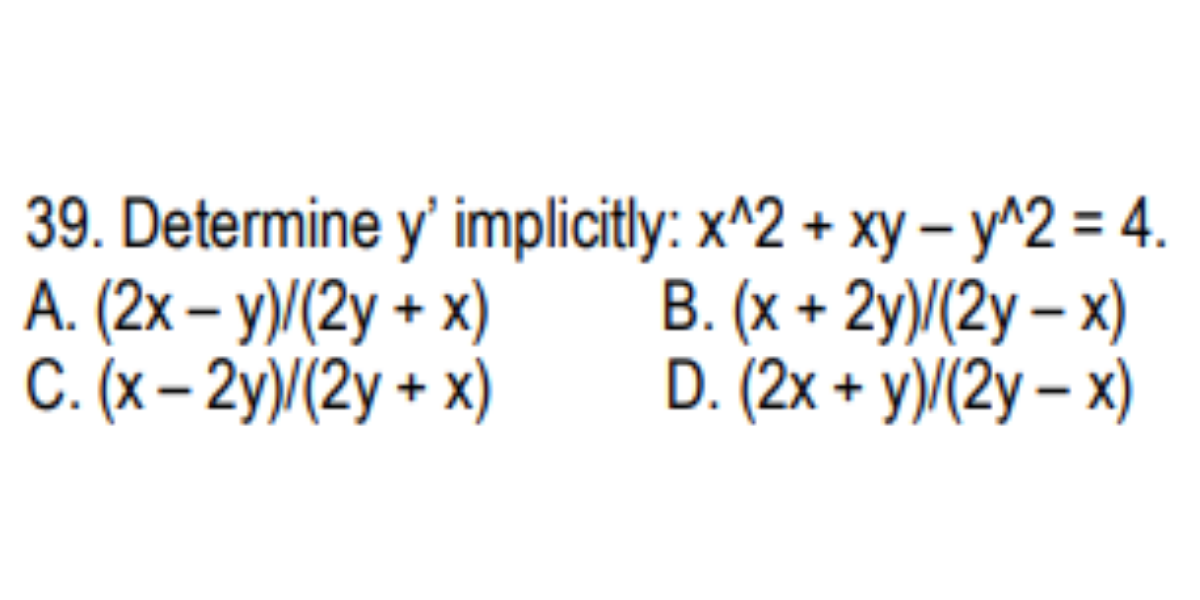 39. Determine y’ implicitly: x^2 + xy – y^2 = 4.
A. (2x – y)/(2y + x) B. (x + 2y)/(2y – x)
C. (x – 2y)/(2y + x) D. (2x + y)/(2y – x)